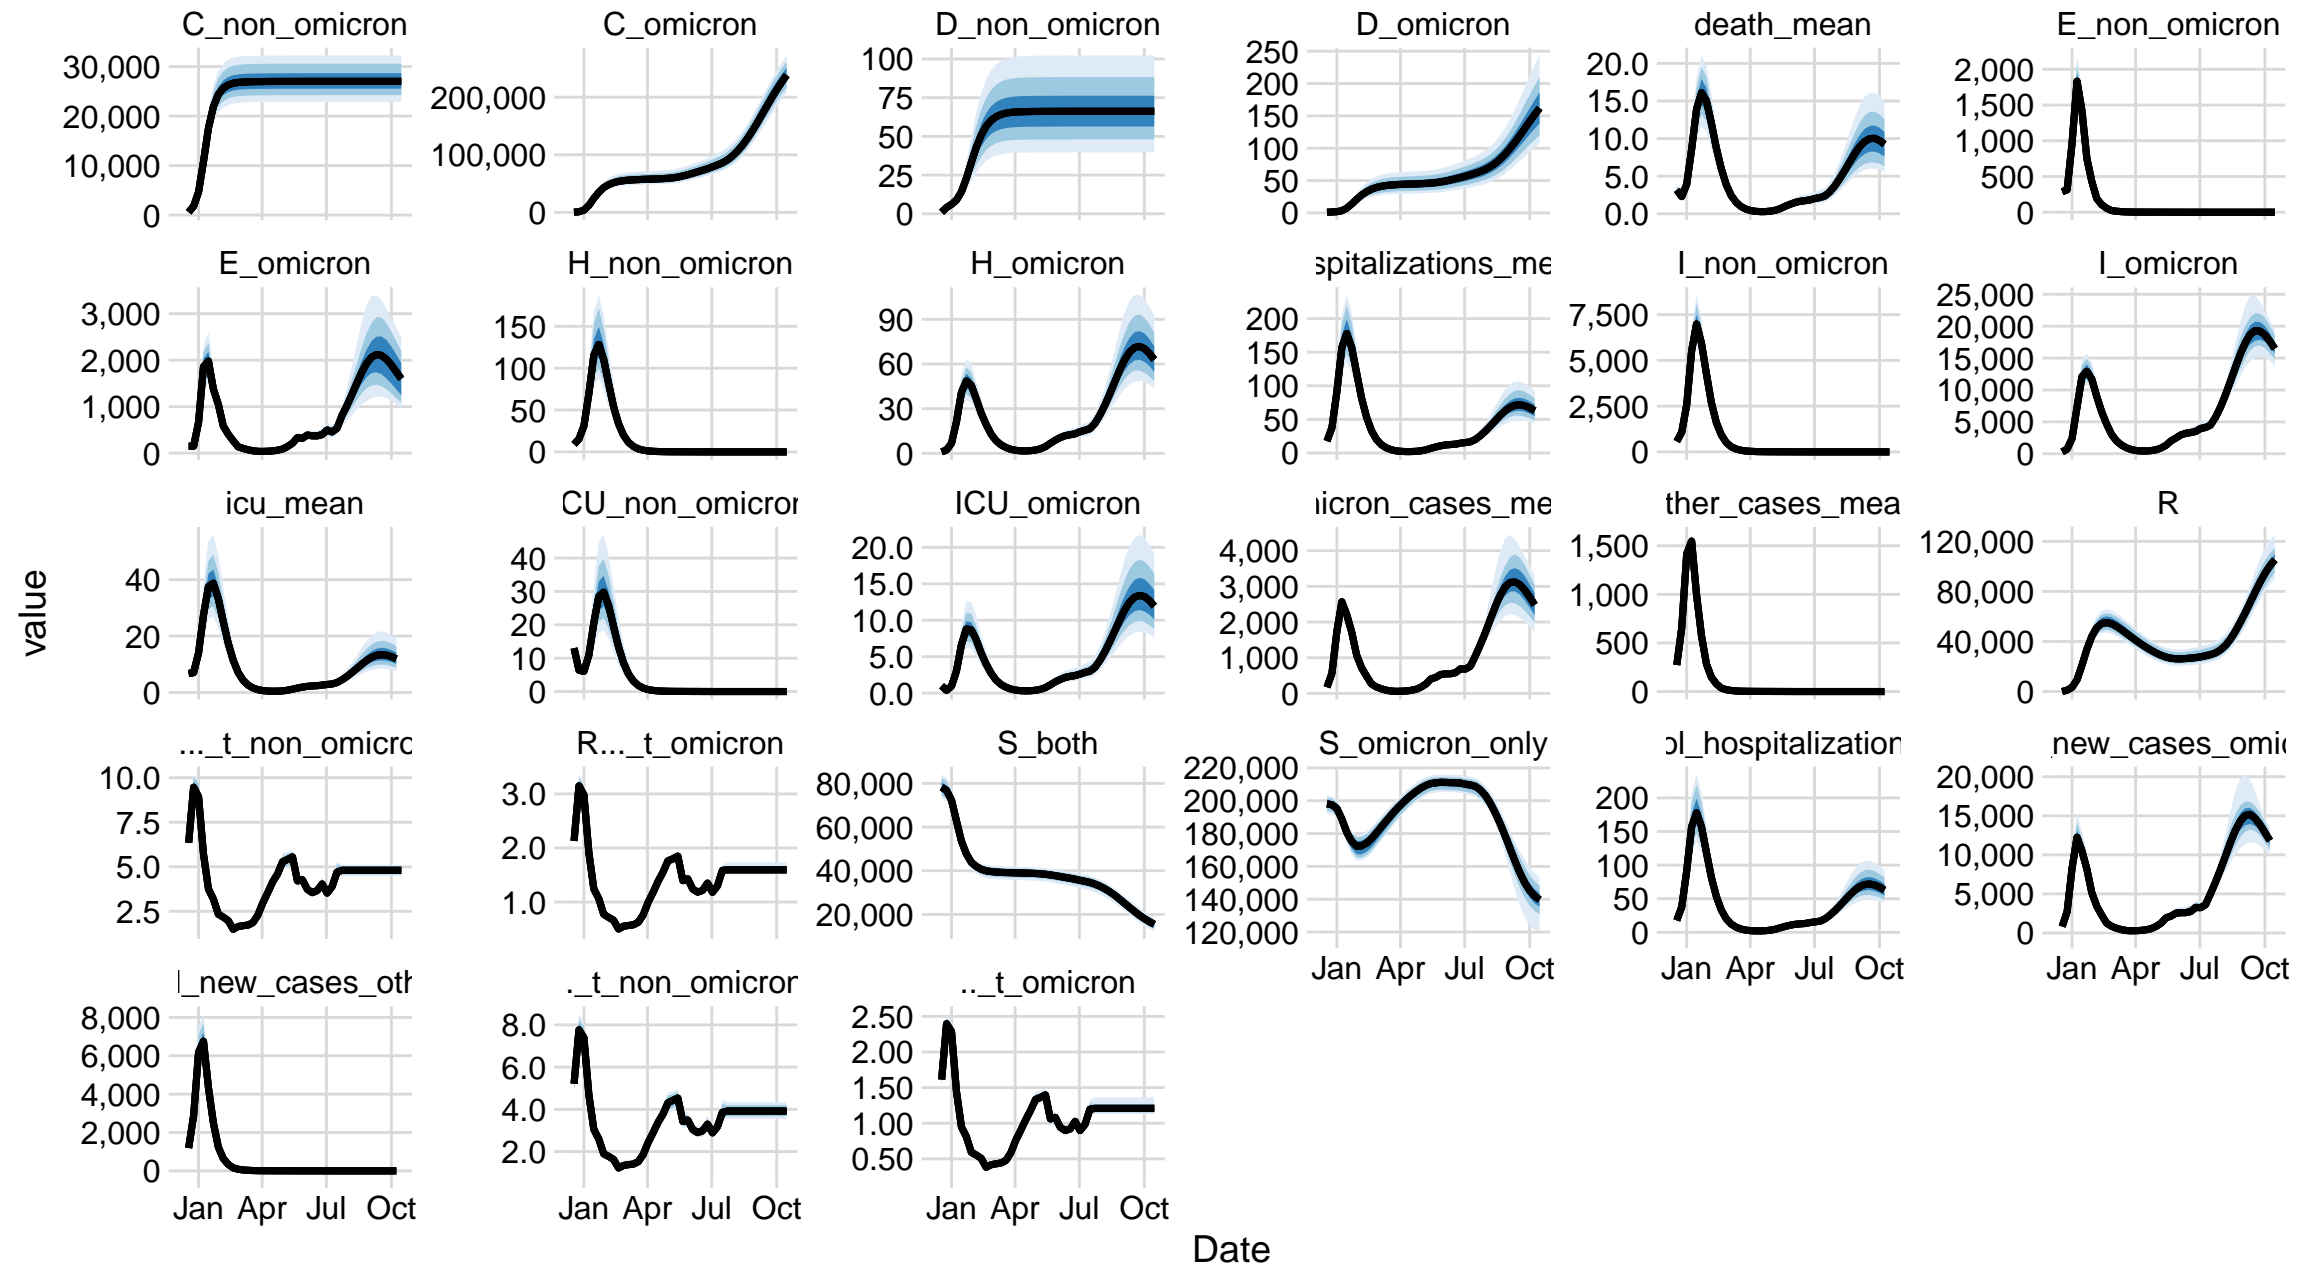 C_non_omicron C_omicron D_non_omicron D_omicron death_mean E_non_omicron
30,000 20,000 10,000 0
200,000 100,000 0
100 75 50 25 0
250 200 150 100 50 0
20.0 15.0 10.0 5.0 0.0
2,000 1,500 1,000 500 0
E_omicron H_non_omicron H_omicron spitalizations_me I_non_omicron I_omicron
3,000 2,000 1,000 0
150 100 50 0
90 60 30 0
200 150 100 50 0
7,500 5,000 2,500 0
25,000 20,000 15,000 10,000 5,000 0
icu_mean CU_non_omicron ICU_omicron icron_cases_me ther_cases_mea R
40 20 0
40 30 20 10 0
20.0 15.0 10.0 5.0 0.0
4,000 3,000 2,000 1,000 0
1,500 1,000 500 0
120,000 80,000 40,000 0
value
..._t_non_omicro R..._t_omicron S_both S_omicron_only ol_hospitalization new_cases_omic
10.0 7.5 5.0 2.5
3.0 2.0 1.0
80,000 60,000 40,000 20,000
220,000 200,000 180,000 160,000 140,000 120,000
200 150 100 50 0
20,000 15,000 10,000 5,000 0
Jan Apr Jul Oct Jan Apr Jul Oct Jan Apr Jul Oct
l_new_cases_oth ._t_non_omicron .._t_omicron
8,000 6,000 4,000 2,000 0
8.0 6.0 4.0 2.0
2.50 2.00 1.50 1.00 0.50
Jan Apr Jul Oct Jan Apr Jul Oct Jan Apr Jul Oct
Date